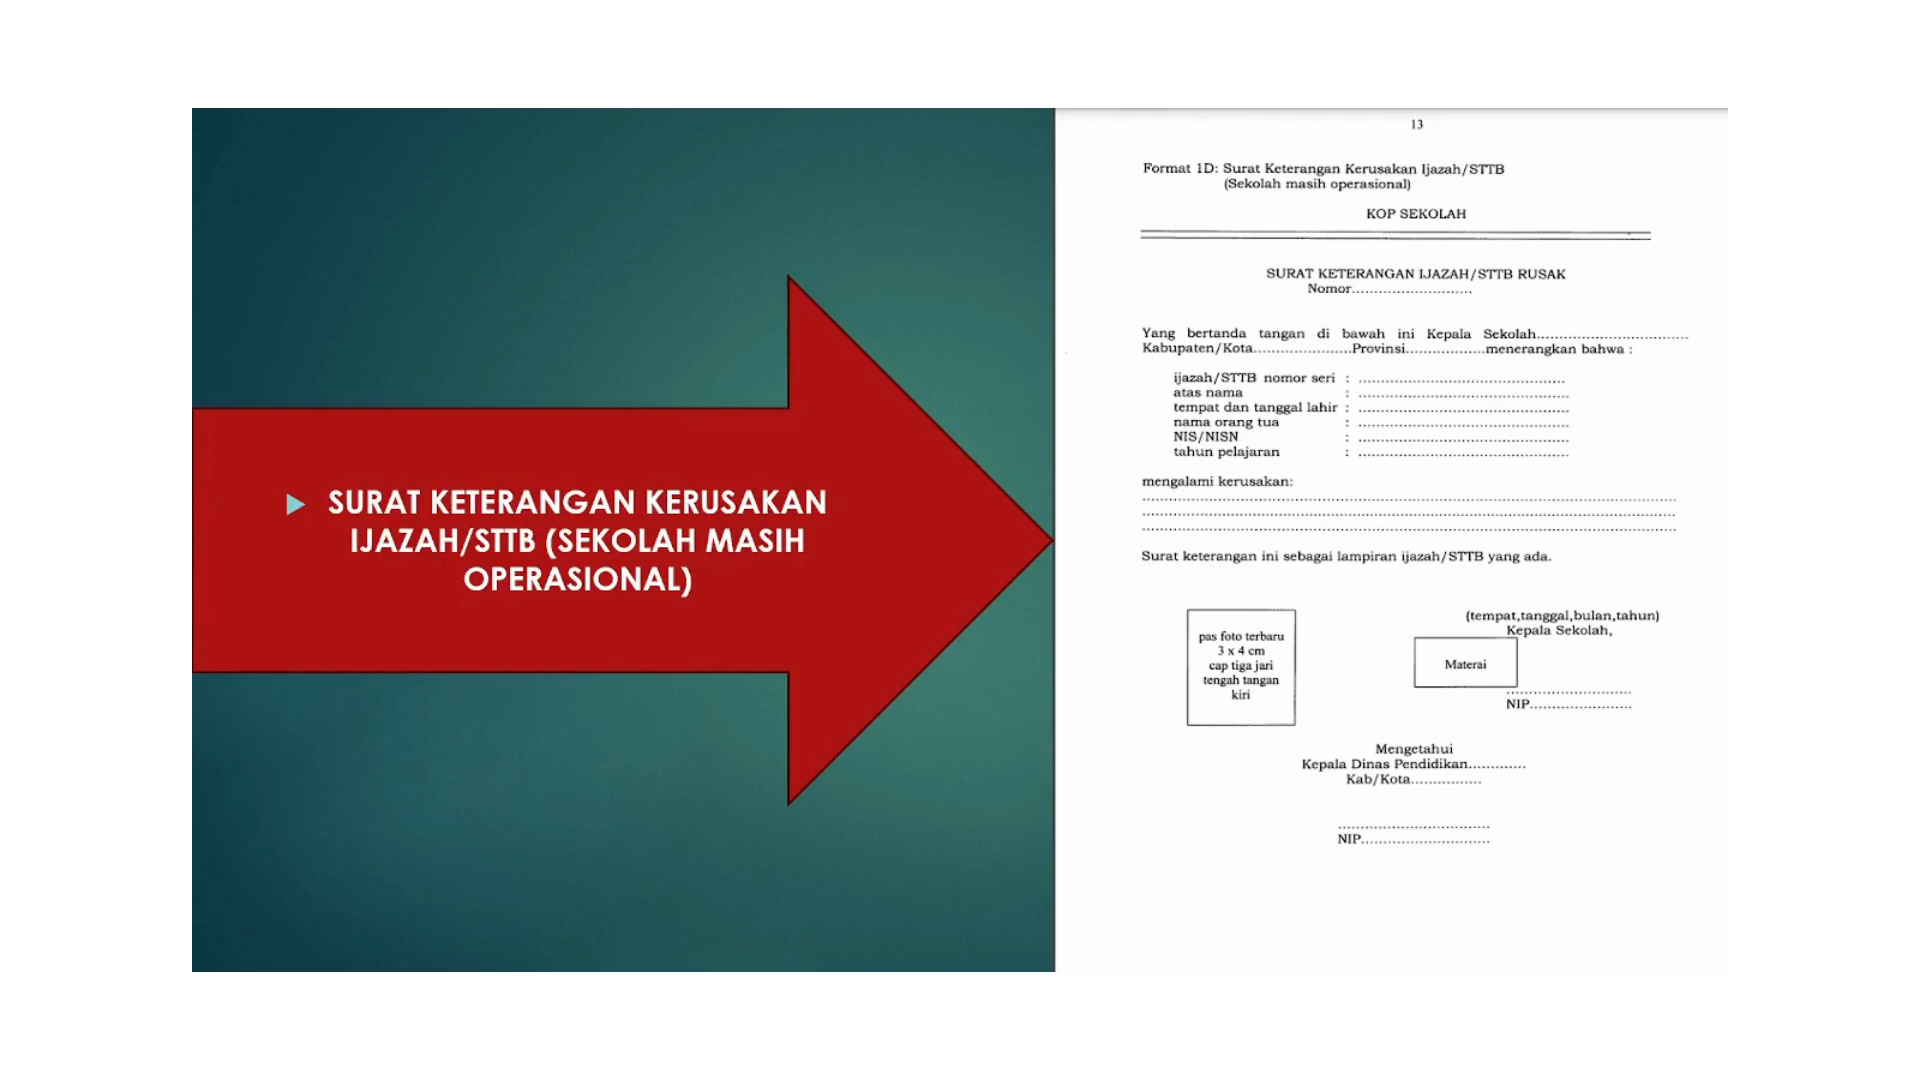 SURAT KETERANGAN KERUSAKAN
IJAZAH/STTB (SEKOLAH MASIH
OPERASIONAL)
13
Format 1D: Surat Keterangan Kerusakan Ijazah/STTB
(Sekolah masih operasional)
KOP SEKOLAH
SURAT KETERANGAN IJAZAH/STTB RUSAK
Nomor...........................
Yang bertanda tangan di bawah ini Kepala Sekolah..................................
Kabupaten/Kota......................Provinsi..................menerangkan bahwa :
ijazah/STTB nomor seri : ..............................................
atas nama : ...............................................
tempat dan tanggal lahir : ...............................................
nama orang tua : ...............................................
NIS/NISN : ...............................................
tahun pelajaran : ...............................................
mengalami kerusakan:
........................................................................................................................
........................................................................................................................
........................................................................................................................
Surat keterangan ini sebagai lampiran ijazah/STTB yang ada.
pas foto terbaru
3 x 4 cm
cap tiga jari
tengah tangan
kiri
(tempat,tanggal,bulan,tahun)
Kepala Sekolah,
Materai
............................
NIP.......................
Mengetahui
Kepala Dinas Pendidikan.............
Kab/Kota................
..................................
NIP.............................